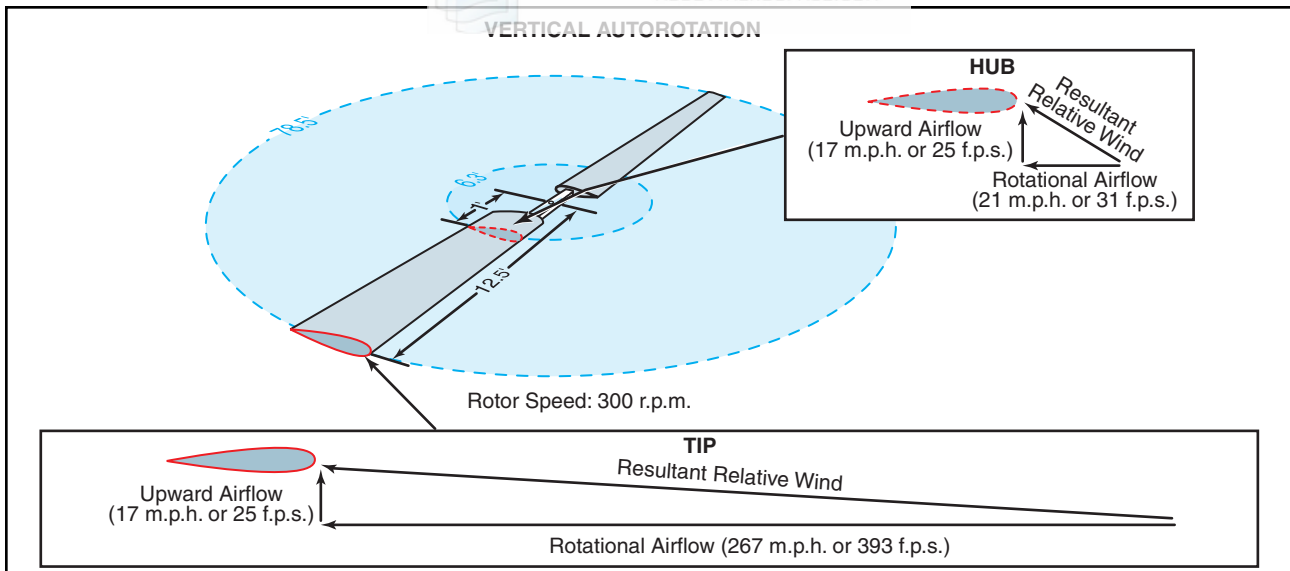 VERTICAL AUTOROTATION
HUB
Resultant
Relative Wind
Upward Airflow
(17 m.p.h. or 25 f.p.s.)
Rotational Airflow
(21 m.p.h. or 31 f.p.s.)
78.5'
6.3'
1'
12.5'
Rotor Speed: 300 r.p.m.
TIP
Resultant Relative Wind
Upward Airflow
(17 m.p.h. or 25 f.p.s.)
Rotational Airflow (267 m.p.h. or 393 f.p.s.)